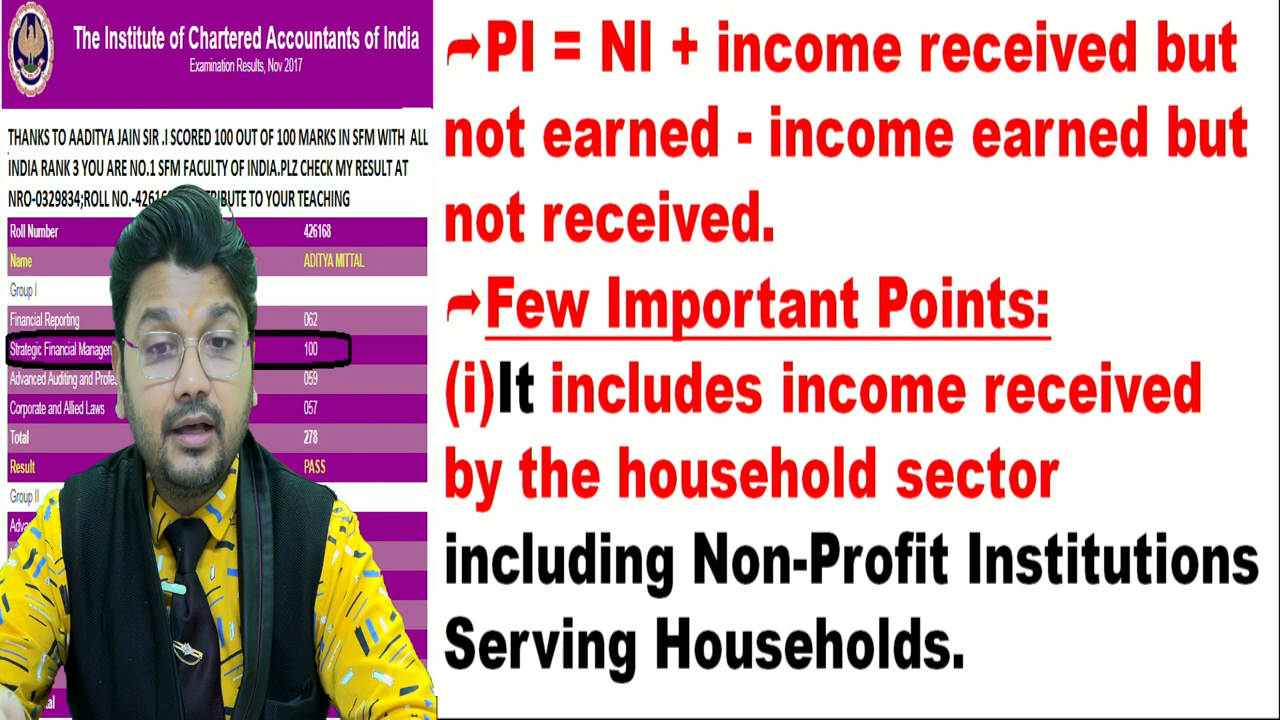 The Institute of Chartered Accountants of India
Examination Results, Nov 2017
THANKS TO AADITYA JAIN SIR .I SCORED 100 OUT OF 100 MARKS IN SFM WITH ALL
INDIA RANK 3 YOU ARE NO.1 SFM FACULTY OF INDIA.PLZ CHECK MY RESULT AT
NRO-0329834;ROLL NO.- TO YOUR TEACHING
Roll Number 426168
Name ADITYA MITTAL
Group I
Financial Reporting 062
Strategic Financial 100
Advanced Auditing and 059
Corporate and Allied Laws 057
Total 278
Result PASS
Group II
➦PI = NI + income received but
not earned - income earned but
not received.
➦Few Important Points:
(i)It includes income received
by the household sector
including Non-Profit Institutions
Serving Households.